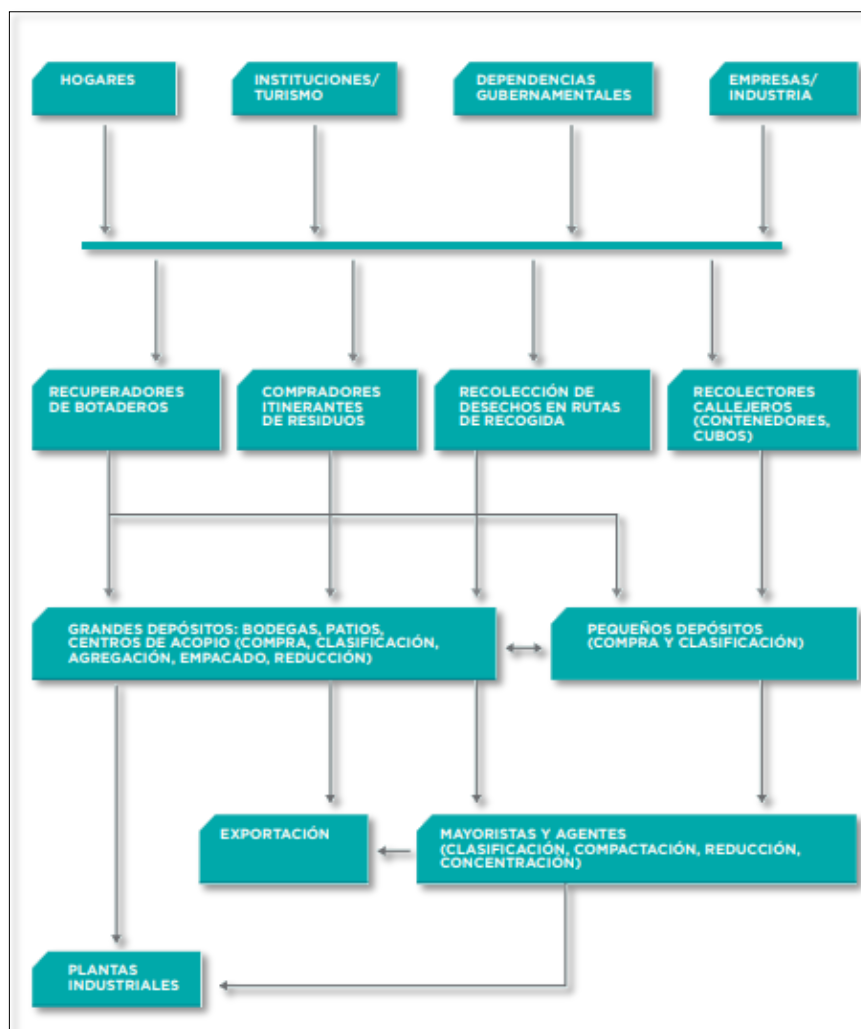 HOGARES
INSTITUCIONES/
TURISMO
DEPENDENCIAS
GUBERNAMENTALES
EMPRESAS/
INDUSTRIA
RECUPERADORES
DE BOTADEROS
COMPRADORES
ITINERANTES
DE RESIDUOS
RECOLECCIÓN DE
DESECHOS EN RUTAS
DE RECOGIDA
RECOLECTORES
CALLEJEROS
(CONTENEDORES,
CUBOS)
GRANDES DEPÓSITOS: BODEGAS, PATIOS,
CENTROS DE ACOPIO (COMPRA, CLASIFICACIÓN,
AGREGACIÓN, EMPACADO, REDUCCIÓN)
PEQUEÑOS DEPÓSITOS
(COMPRA Y CLASIFICACIÓN)
EXPORTACIÓN
MAYORISTAS Y AGENTES
(CLASIFICACIÓN, COMPACTACIÓN, REDUCCIÓN,
CONCENTRACIÓN)
PLANTAS
INDUSTRIALES